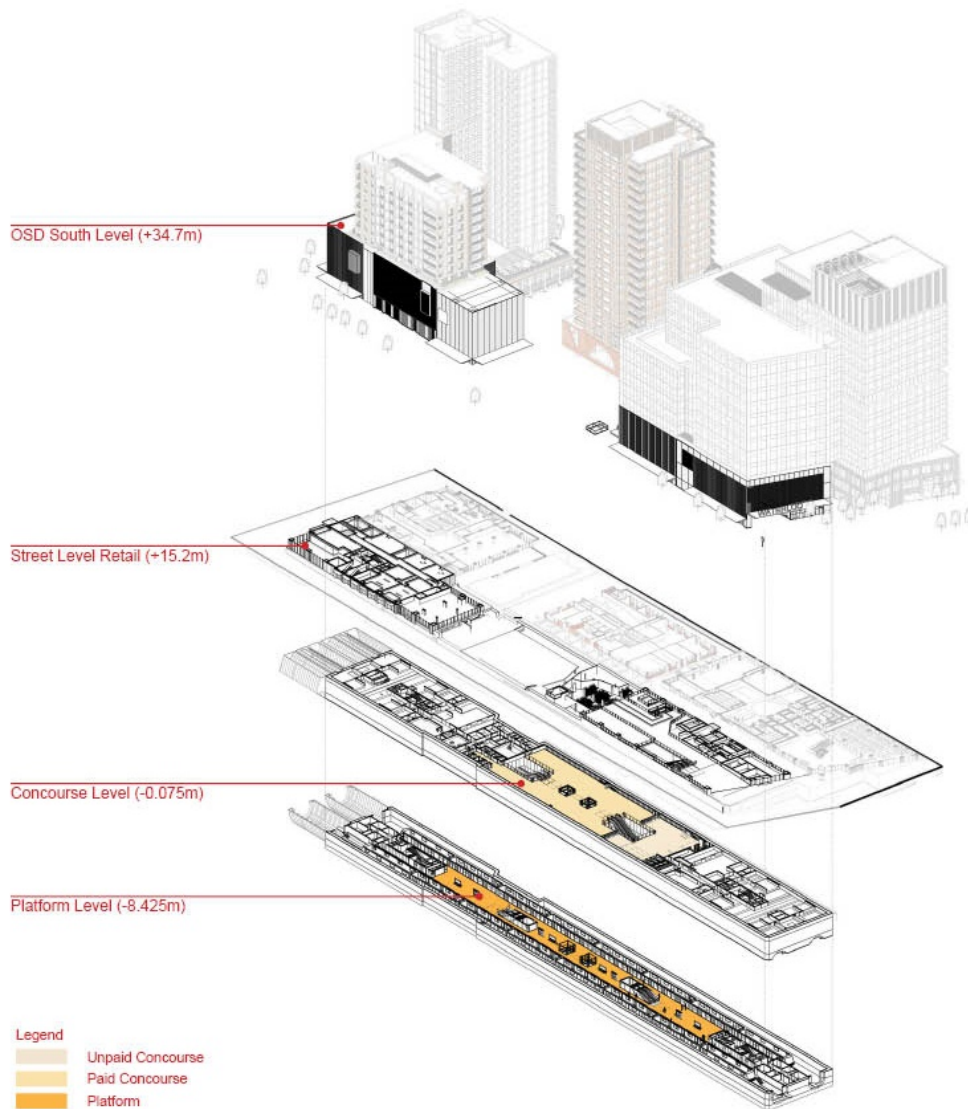 OSD South Level (+34.7m)
Street Level Retail (+15.2m)
Concourse Level (-0.075m)
Platform Level (-8.425m)
Legend
Unpaid Concourse
Paid Concourse
Platform